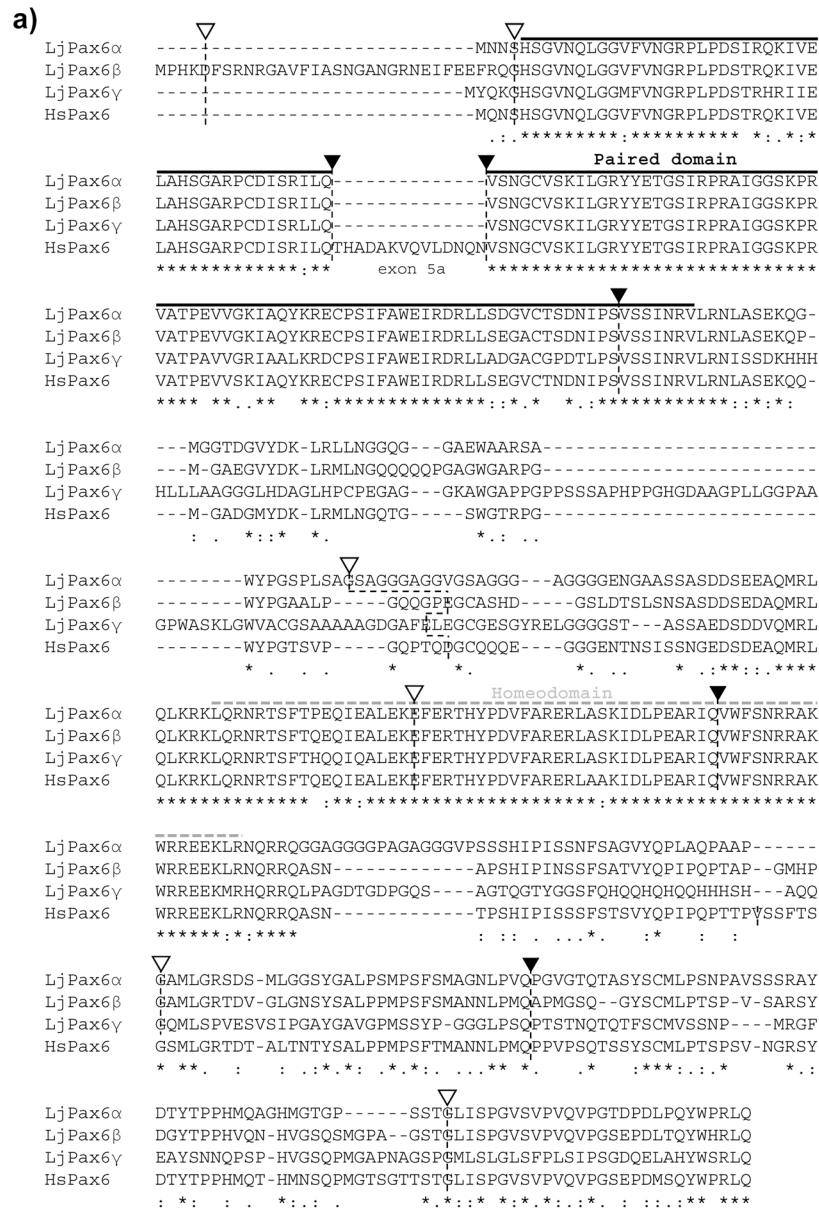 a)
LjPax6α -------------------------------------MNNSHSGVNQLGGVFVNGRPLPDSIRQKIVE
LjPax6β MPHKDFSRNRGAVFIASNGANGRNEIFEEFRQGHSGVNQLGGVFVNGRPLPDSTRQKIVE
LjPax6γ -----------------------------MYQKGHSGVNQLGGMFVNGRPLPDSTRHRIIE
HsPax6 -----------------------------MQNSHSGVNQLGGVFVNGRPLPDSTRQKIVE
.:. *********:********** *:.*:*
Paired domain
LjPax6α LAHSGARPCDISRILQ--------------VSNGCVSKILGRYYETGSIRPRAIGGSKPR
LjPax6β LAHSGARPCDISRILQ--------------VSNGCVSKILGRYYETGSIRPRAIGGSKPR
LjPax6γ LAHSGARPCDISRLLQ--------------VSNGCVSKILGRYYETGSIRPRAIGGSKPR
HsPax6 LAHSGARPCDISRILQTHADAKVQVLDNQNVSNGCVSKILGRYYETGSIRPRAIGGSKPR
*************:** ******************************
exon 5a
LjPax6α VATPEVVGKIAQYKRECPSIFAWEIRDRLLSDGVCTSDNIPSVSSINRVLRNLASEKQG-
LjPax6β VATPEVVGKIAQYKRECPSIFAWEIRDRLLSEGACTSDNIPSVSSINRVLRNLASEKQP-
LjPax6γ VATPAVVGRIAALKRDCPSIFAWEIRDRLLADGACGPDTLPSVSSINRVLRNISSDKHHH
HsPax6 VATPEVVSKIAQYKRECPSIFAWEIRDRLLSEGVCTNDNIPSVSSINRVLRNLASEKQQ-
**** **..** **:**************::*.* *.:************::*:*:
LjPax6α ---MGGTDGVYDK-LRLLNGGQG---GAEWAARSA-------------------------
LjPax6β ---M-GAEGVYDK-LRMLNGQQQQQPGAGWGARPG-------------------------
LjPax6γ HLLLAAGGGLHDAGLHPCPEGAG---GKAWGAPPGPPSSSAPHPPGHGDAAGPLLGGPAA
HsPax6 ---M-GADGMYDK-LRMLNGQTG---SWGTRPG-------------------------
: . *::* *. *.: ..
LjPax6α --------WYPGSPLSAGSAGGGAGGVGSAGGG---AGGGGENGAASSASDDSEEAQMRL
LjPax6β --------WYPGAALP-----GQQGPEGCASHD----GSLDTSLSNSASDDSDEAQMRL
LjPax6γ GPWASKLGWVACGSAAAAAGDGAFELEGCGESGYRELGGGGST---ASSAEDSDDVQMRL
HsPax6 --------WYPGTSVP-----GQPTQDGCQQQE----GGGENTNSISSNGEDSDEAQMRL
* . . . * *. . * .* .:**::.****
Homeodomain
LjPax6α QLKRKLQRNRTSFTPEQIEALEKEFERTHYPDVFARERLASKIDLPEARIQVWFSNRRAK
LjPax6β QLKRKLQRNRTSFTQEQIEALEKEFERTHYPDVFARERLASKIDLPEARIQVWFSNRRAK
LjPax6γ QLKRKLQRNRTSFTHQQIQALEKEFERTHYPDVFARERLASKIDLPEARIQVWFSNRRAK
HsPax6 QLKRKLQRNRTSFTQEQIEALEKEFERTHYPDVFARERLAAKIDLPEARIQVWFSNRRAK
************** :**:*********************:*******************
LjPax6α WRREEKLRNQRRQGGAGGGGPAGAGGGVPSSSSHIPISSNFSAGVYQPLAQPAAP------
LjPax6β WRREEKLRNQRRQASN-------------APSHIPISSSFSATVYQPIPQPTAP--GMHP
LjPax6γ WRREEKMRHQRRQLPAGDTGDPGQS----AGTQGTYGGSFQHQQHQHQQHHHSH---AQQ
HsPax6 WRREEKLRNQRRQASN-------------TPSHIPISSSFSTSVYQPIPQPTTPVSSFTS
******:*:**** : :: . ...* :* : :
LjPax6α GAMLGRSDS-MLGGSYGALPSMPSFSMAGNLPVQPGVGTQTASYSCMLPSNPAVSSSRAY
LjPax6β GAMLGRTDV-GLGNSYSALPPMPSFSMANNLPMQAPMGSQ--GYSCMLPTSP-V-SARSY
LjPax6γ GQMLSPVESVSIPGAYGAVGPMSSYP-GGGLPSQPTSTNQTQTFSCMVSSNP----MRGF
HsPax6 GSMLGRTDT-ALTNTYSALPPMPSFTMANNLPMQPPVPSQTSSYSCMLPTSPSV-NGRSY
* **. : : .:*.*: .*.*:. ...** *. .* :***:.:.* *.:
LjPax6α DTYTPPHMQAGHMGTGP------SSTGLISPGVSVPVQVPGTDPDLPQYWPRLQ
LjPax6β DGYTPPHVQN-HVGSQSMGPA--GSTGLISPGVSVPVQVPGSEPDLTQYWHRLQ
LjPax6γ EAYSNNQPSP-HVGSQPMGAPNAGSPGMLSLGLSFPLSIPSGDQELAHYWSRLQ
HsPax6 DTYTPPHMQT-HMNSQPMGTSGTTSTGLISPGVSVPVQVPGSEPDMSQYWPRLQ
: *: : . *:.: . *.*::* *:*.*:.:*. : ::.:** ***